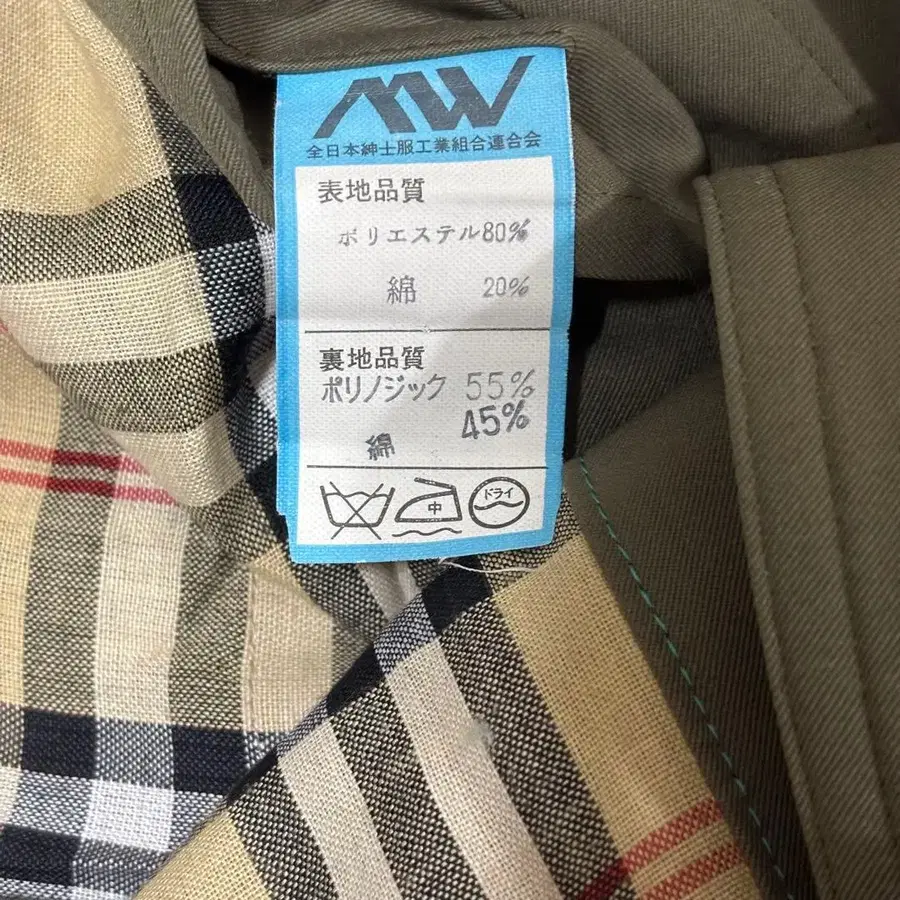 MW
全日本紳士服工業組合連合会
表地品質
ポリエステル80%
綿 20%
裏地品質
ポリノジック 55%
綿 45%
中 ドライ